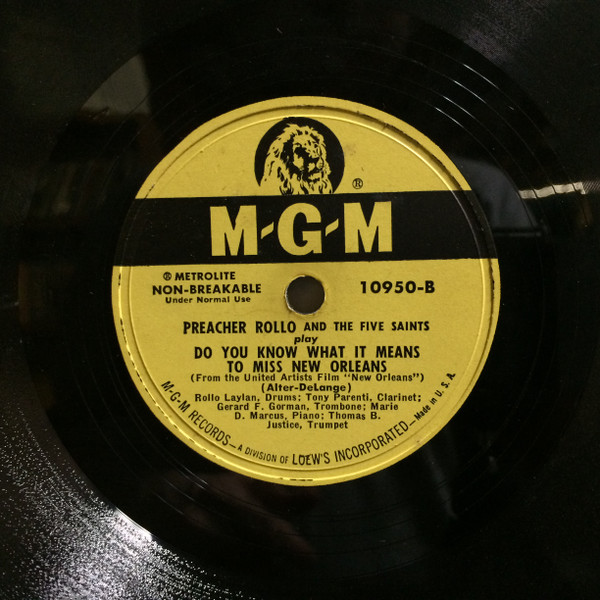 ®
M-G-M
® METROLITE
NON-BREAKABLE
Under Normal Use
10950-B
PREACHER ROLLO AND THE FIVE SAINTS
play
DO YOU KNOW WHAT IT MEANS
TO MISS NEW ORLEANS
(From the United Artists Film "New Orleans")
(Alter-DeLange)
Rollo Laylan, Drums; Tony Parenti, Clarinet;
Gerard F. Gorman, Trombone; Marie
D. Marcus, Piano; Thomas B.
Justice, Trumpet
M-G-M RECORDS—A DIVISION OF LOEW'S INCORPORATED—Made in U. S. A.